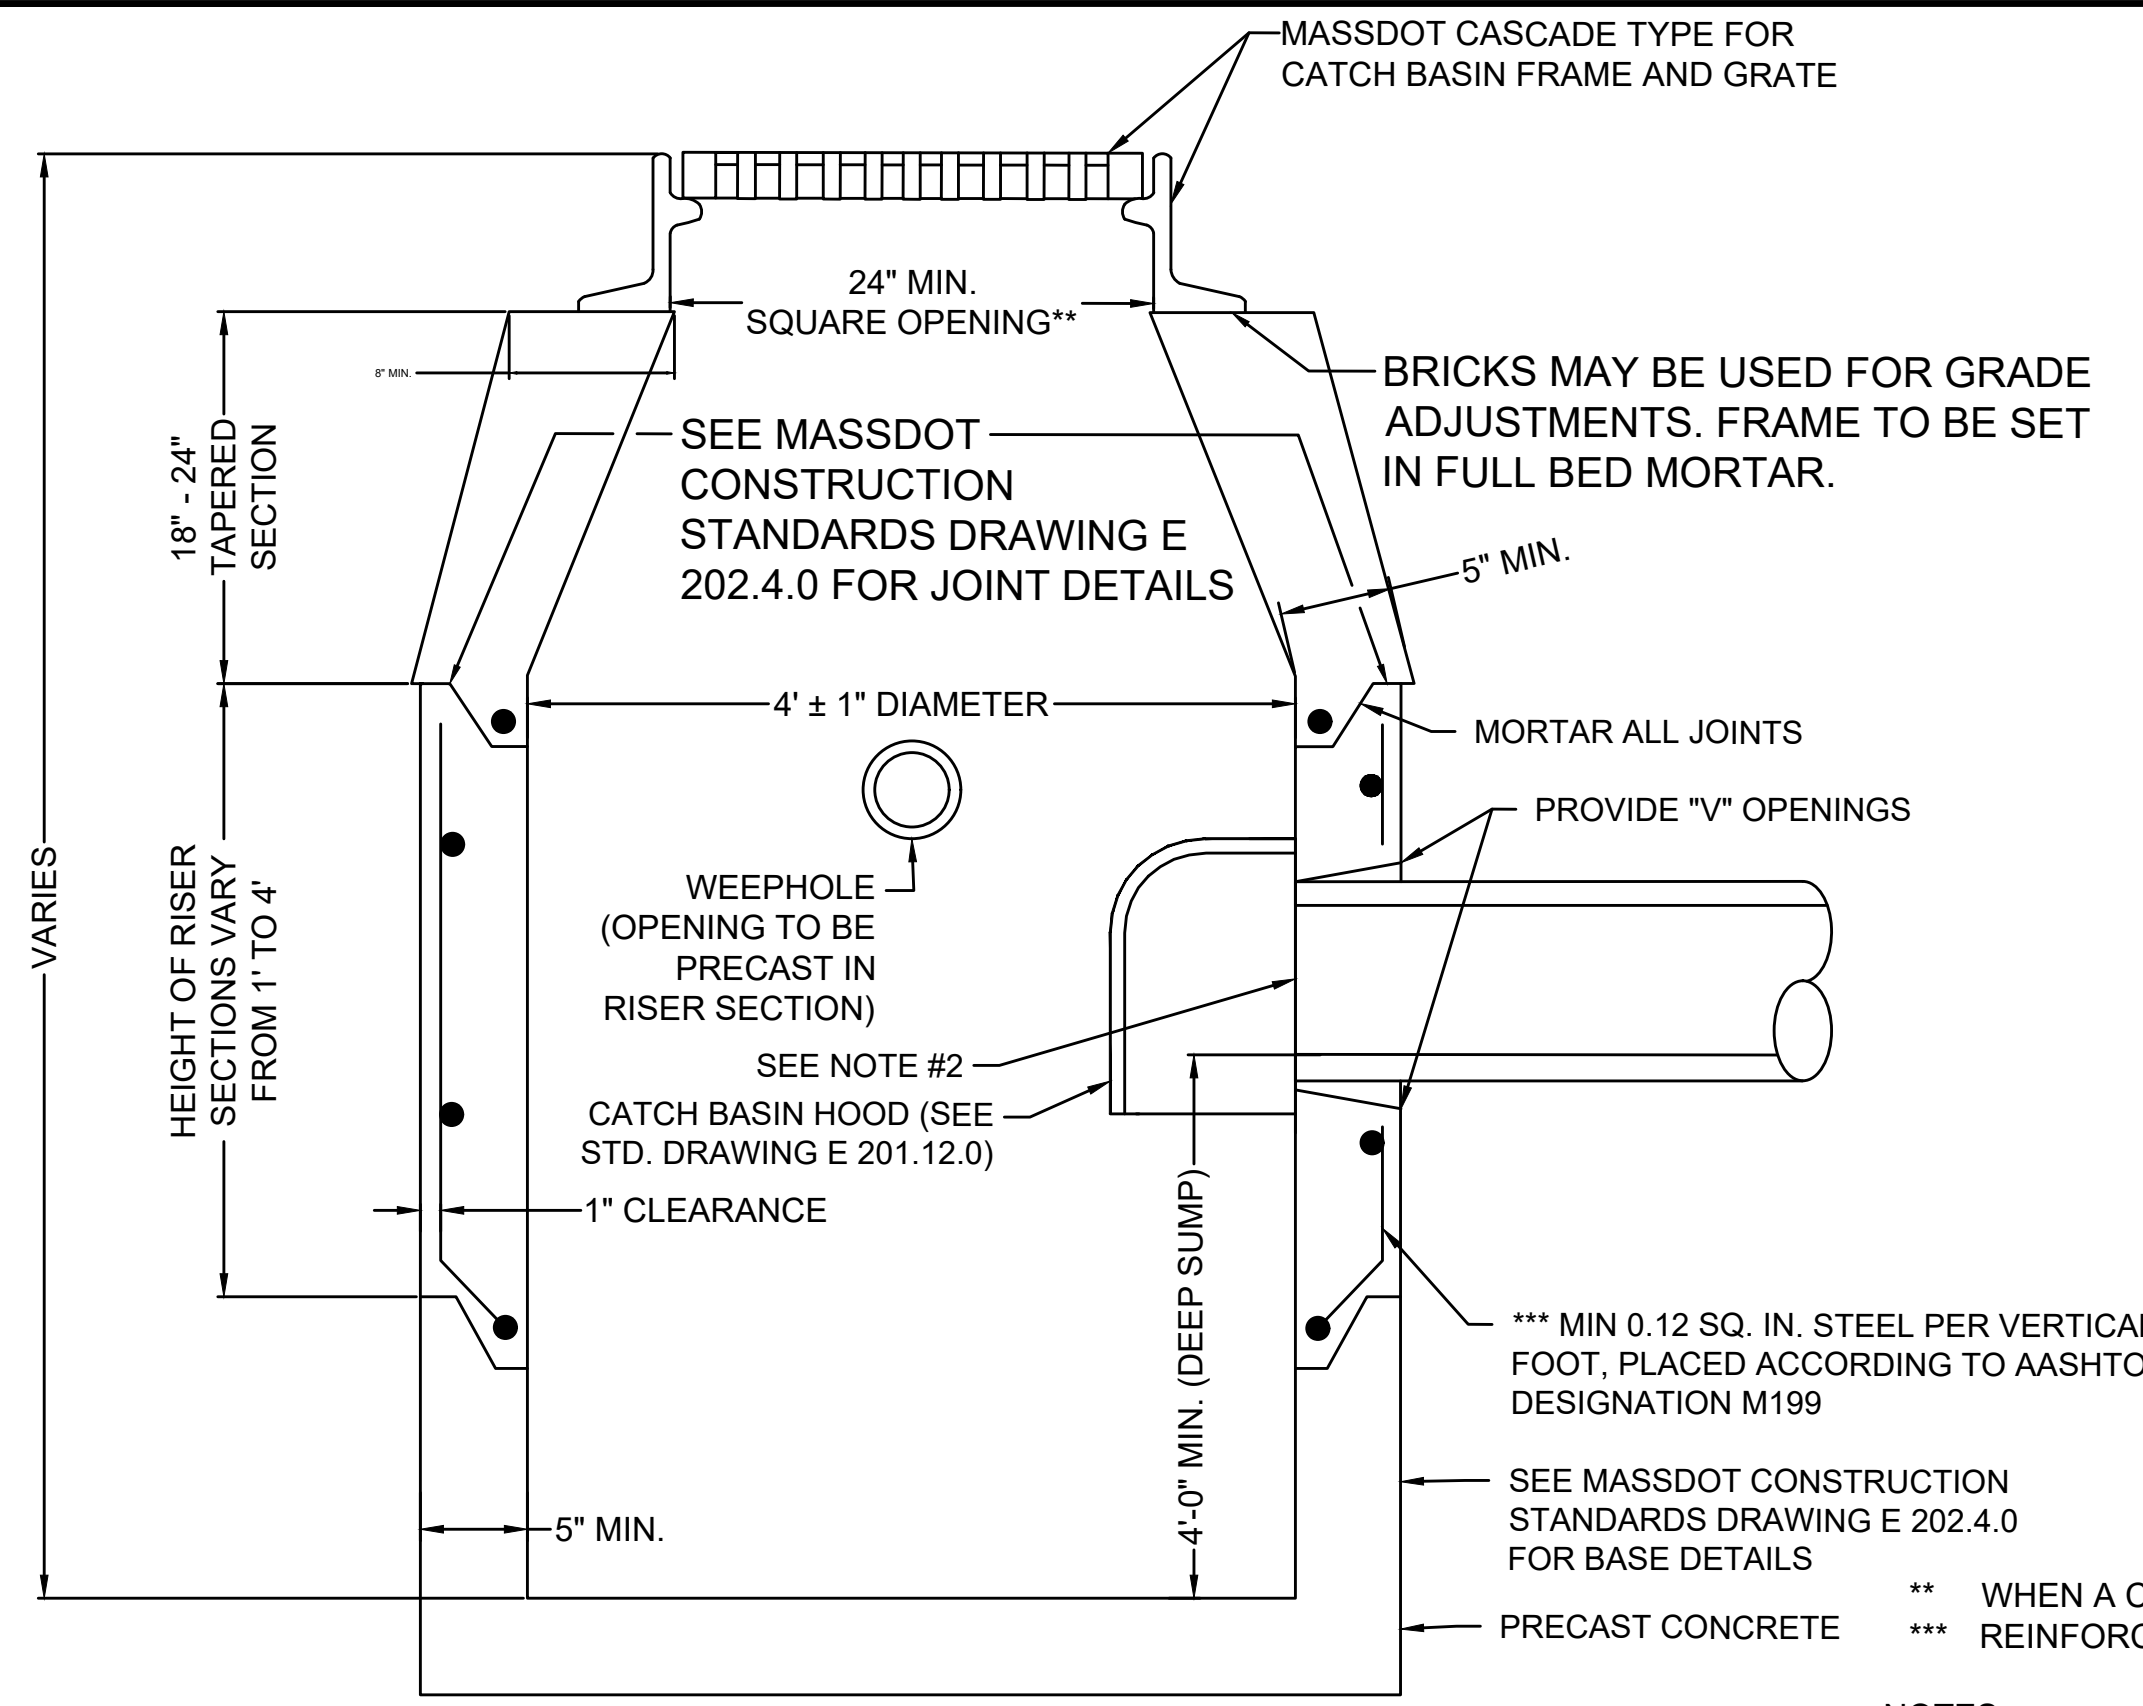 MASSDOT CASCADE TYPE FOR
CATCH BASIN FRAME AND GRATE
24" MIN.
SQUARE OPENING**
8" MIN.
BRICKS MAY BE USED FOR GRADE
ADJUSTMENTS. FRAME TO BE SET
IN FULL BED MORTAR.
18" - 24"
TAPERED
SECTION
SEE MASSDOT
CONSTRUCTION
STANDARDS DRAWING E
202.4.0 FOR JOINT DETAILS
5" MIN.
4' ± 1" DIAMETER
MORTAR ALL JOINTS
PROVIDE "V" OPENINGS
VARIES
HEIGHT OF RISER
SECTIONS VARY
FROM 1' TO 4'
WEEPHOLE
(OPENING TO BE
PRECAST IN
RISER SECTION)
SEE NOTE #2
CATCH BASIN HOOD (SEE
STD. DRAWING E 201.12.0)
1" CLEARANCE
4'-0" MIN. (DEEP SUMP)
*** MIN 0.12 SQ. IN. STEEL PER VERTICAL
FOOT, PLACED ACCORDING TO AASHTO
DESIGNATION M199
SEE MASSDOT CONSTRUCTION
STANDARDS DRAWING E 202.4.0
FOR BASE DETAILS
5" MIN.
PRECAST CONCRETE
** WHEN A
***